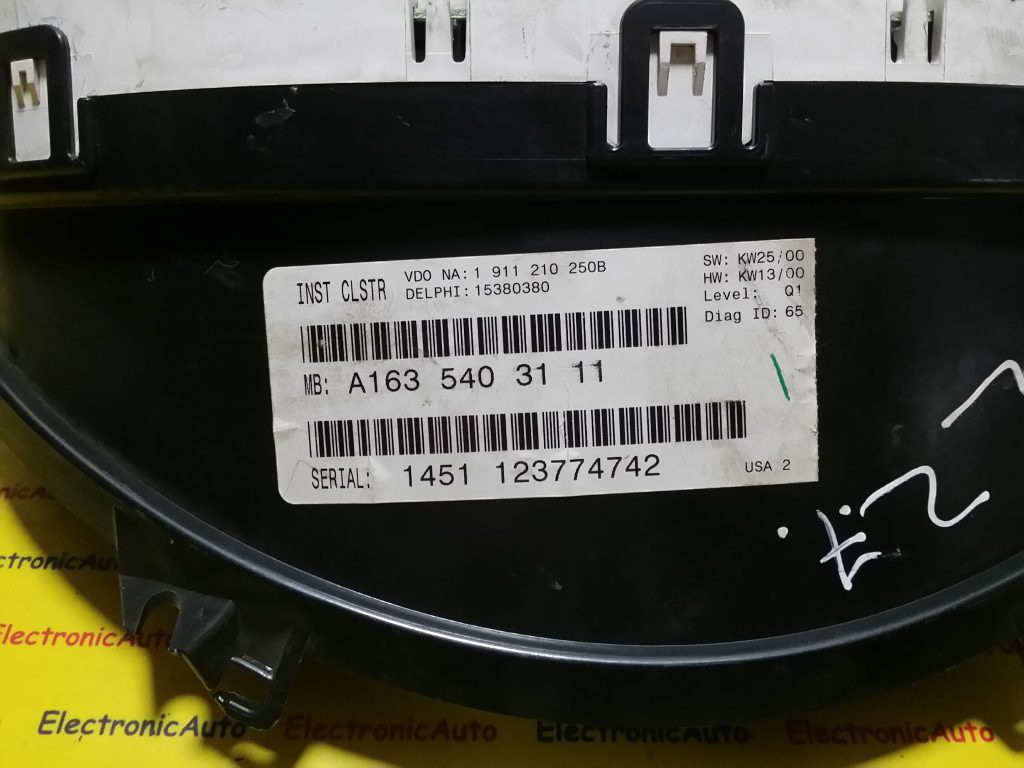 INST CLSTR
VDO NA: 1 911 210 250B
DELPHI: 15380380
SW: KW25/00
HW: KW13/00
Level: Q1
Diag ID: 65
MB: A163 540 31 11
SERIAL: 1451 123774742
USA 2
ctronicAuto
ElectronicAuto
ElectronicAuto
ElectronicAuto
ElectronicAuto
ElectronicAuto